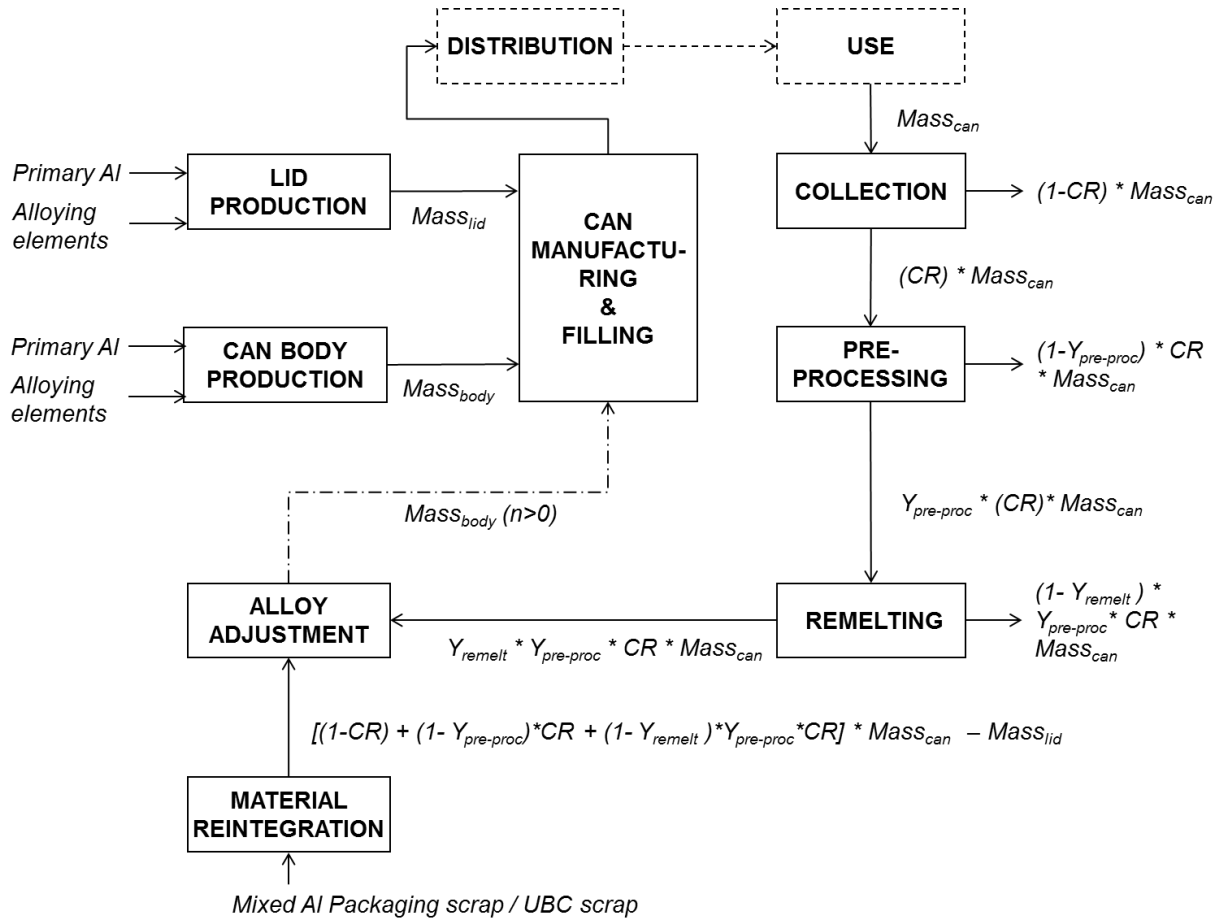 DISTRIBUTION
USE
Mass_can
Primary Al
Alloying
elements
LID
PRODUCTION
Mass_lid
CAN
MANUFACTU-
RING
&
FILLING
COLLECTION
(1-CR) * Mass_can
(CR) * Mass_can
Primary Al
Alloying
elements
CAN BODY
PRODUCTION
Mass_body
PRE-
PROCESSING
(1-Y_pre-proc) * CR
* Mass_can
Mass_body (n>0)
Y_pre-proc * (CR)* Mass_can
ALLOY
ADJUSTMENT
Y_remelt * Y_pre-proc * CR * Mass_can
REMELTING
(1- Y_remelt ) *
Y_pre-proc* CR *
Mass_can
[(1-CR) + (1- Y_pre-proc)*CR + (1- Y_remelt )*Y_pre-proc*CR] * Mass_can – Mass_lid
MATERIAL
REINTEGRATION
Mixed Al Packaging scrap / UBC scrap